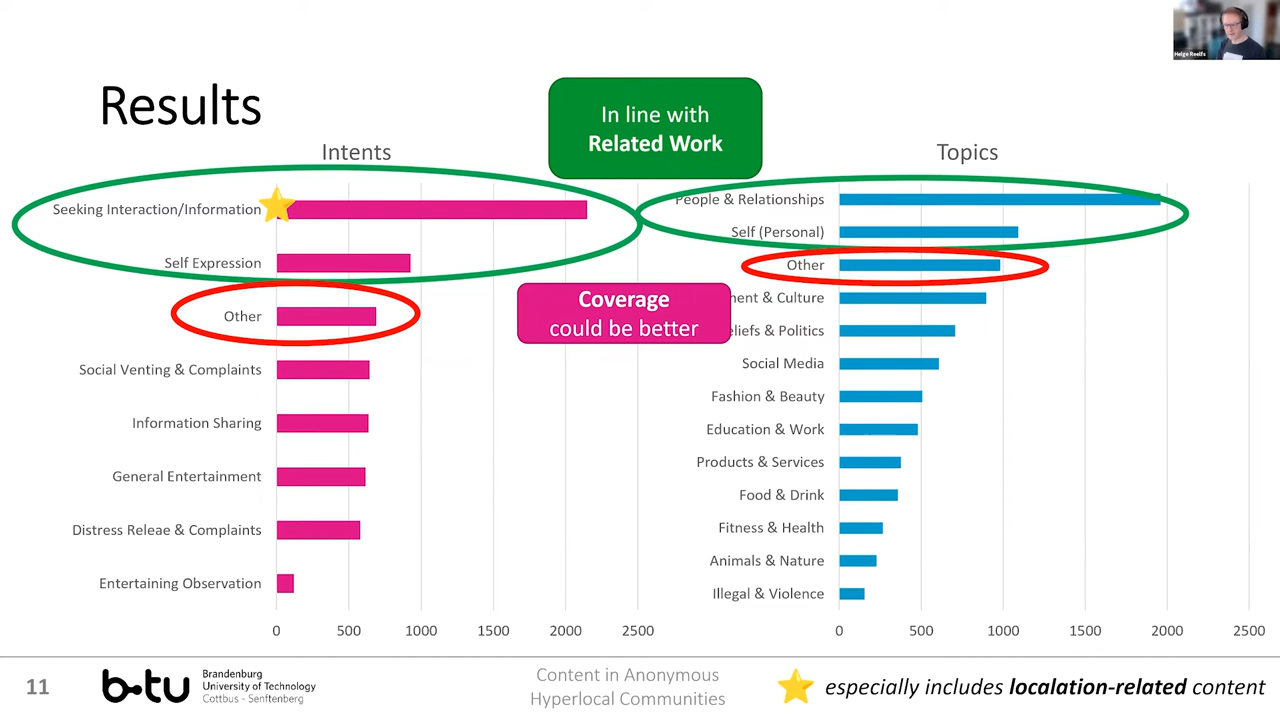 Helge Reelfs
Results
In line with
Related Work
Intents
Topics
Seeking Interaction/Information
Self Expression
Other
Social Venting & Complaints
Information Sharing
General Entertainment
Distress Releae & Complaints
Entertaining Observation
0 500 1000 1500 2000 2500
Coverage
could be better
People & Relationships
Self (Personal)
Other
& Culture
& Politics
Social Media
Fashion & Beauty
Education & Work
Products & Services
Food & Drink
Fitness & Health
Animals & Nature
Illegal & Violence
0 500 1000 1500 2000 2500
11
b-tu
Brandenburg
University of Technology
Cottbus - Senftenberg
Content in Anonymous
Hyperlocal Communities
especially includes localation-related content